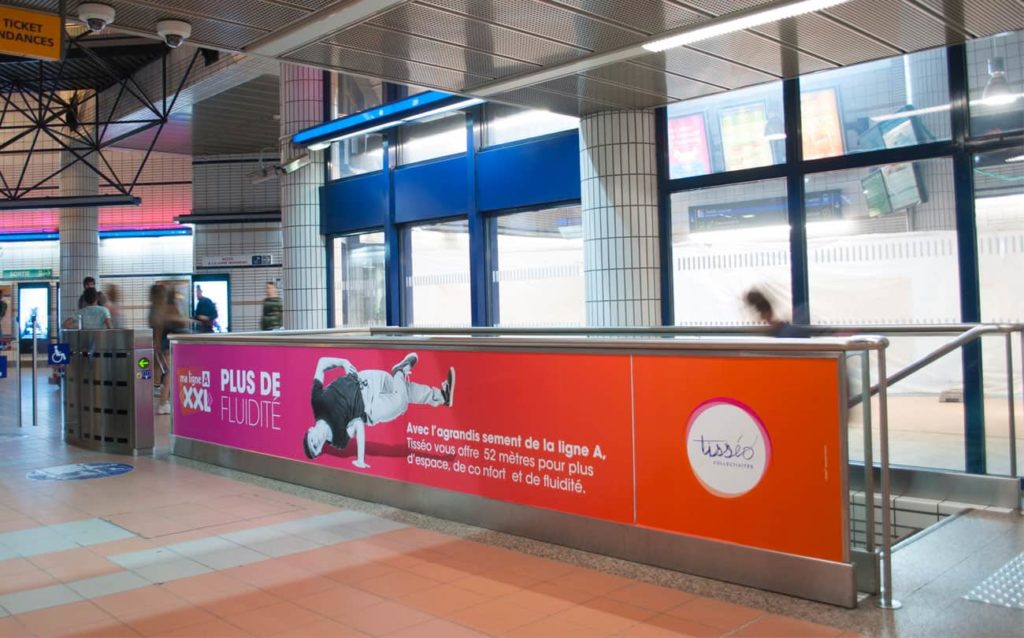 TICKET
NDANCES
SORTIE
ma ligne A
XXL
PLUS DE
FLUIDITÉ
Avec l'agrandis sement de la ligne A,
Tisséo vous offre 52 mètres pour plus
d'espace, de co nfort et de fluidité.
tisséo
COLLECTIVITÉS